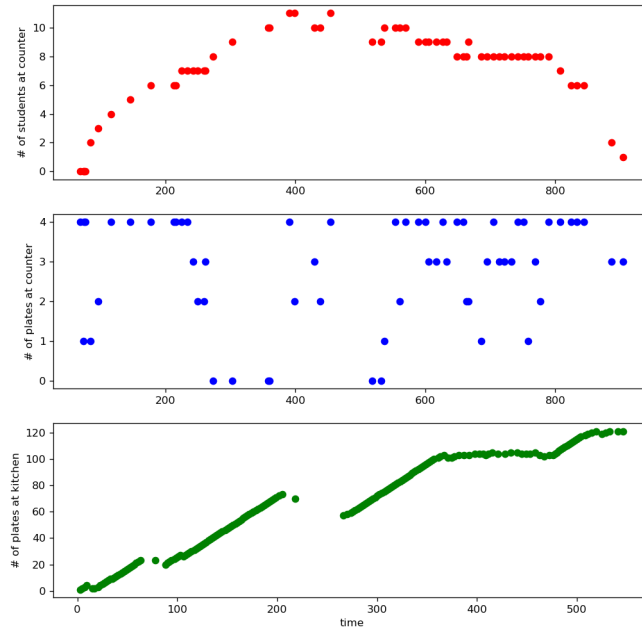 # of students at counter
10
8
6
4
2
0
200 400 600 800
# of plates at counter
4
3
2
1
0
200 400 600 800
# of plates at kitchen
120
100
80
60
40
20
0
0 100 200 300 400 500
time